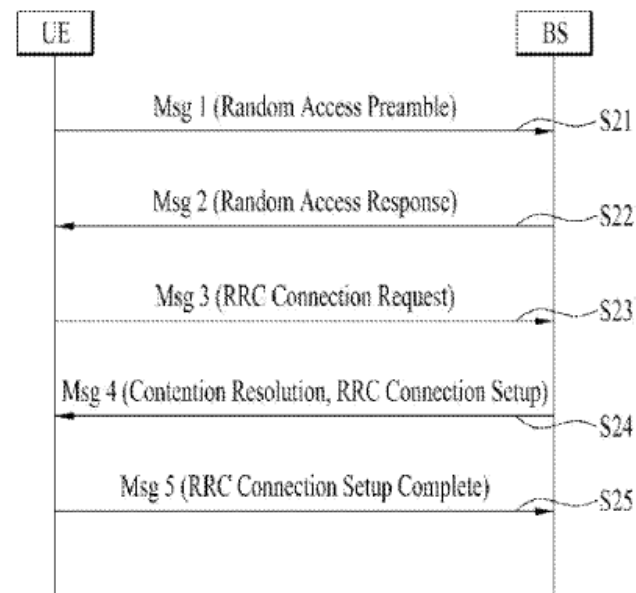 UE
BS
Msg 1 (Random Access Preamble)
S21
Msg 2 (Random Access Response)
S22
Msg 3 (RRC Connection Request)
S23
Msg 4 (Contention Resolution, RRC Connection Setup)
S24
Msg 5 (RRC Connection Setup Complete)
S25